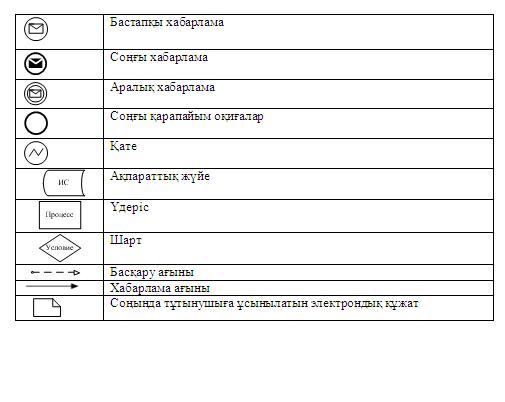 Бастапқы хабарлама
Соңғы хабарлама
Аралық хабарлама
Соңғы қарапайым оқиғалар
Қате
ИС
Ақпараттық жүйе
Процесс
Үдеріс
Условие
Шарт
Басқару ағыны
Хабарлама ағыны
Соңында тұтынушыға ұсынылатын электрондық құжат